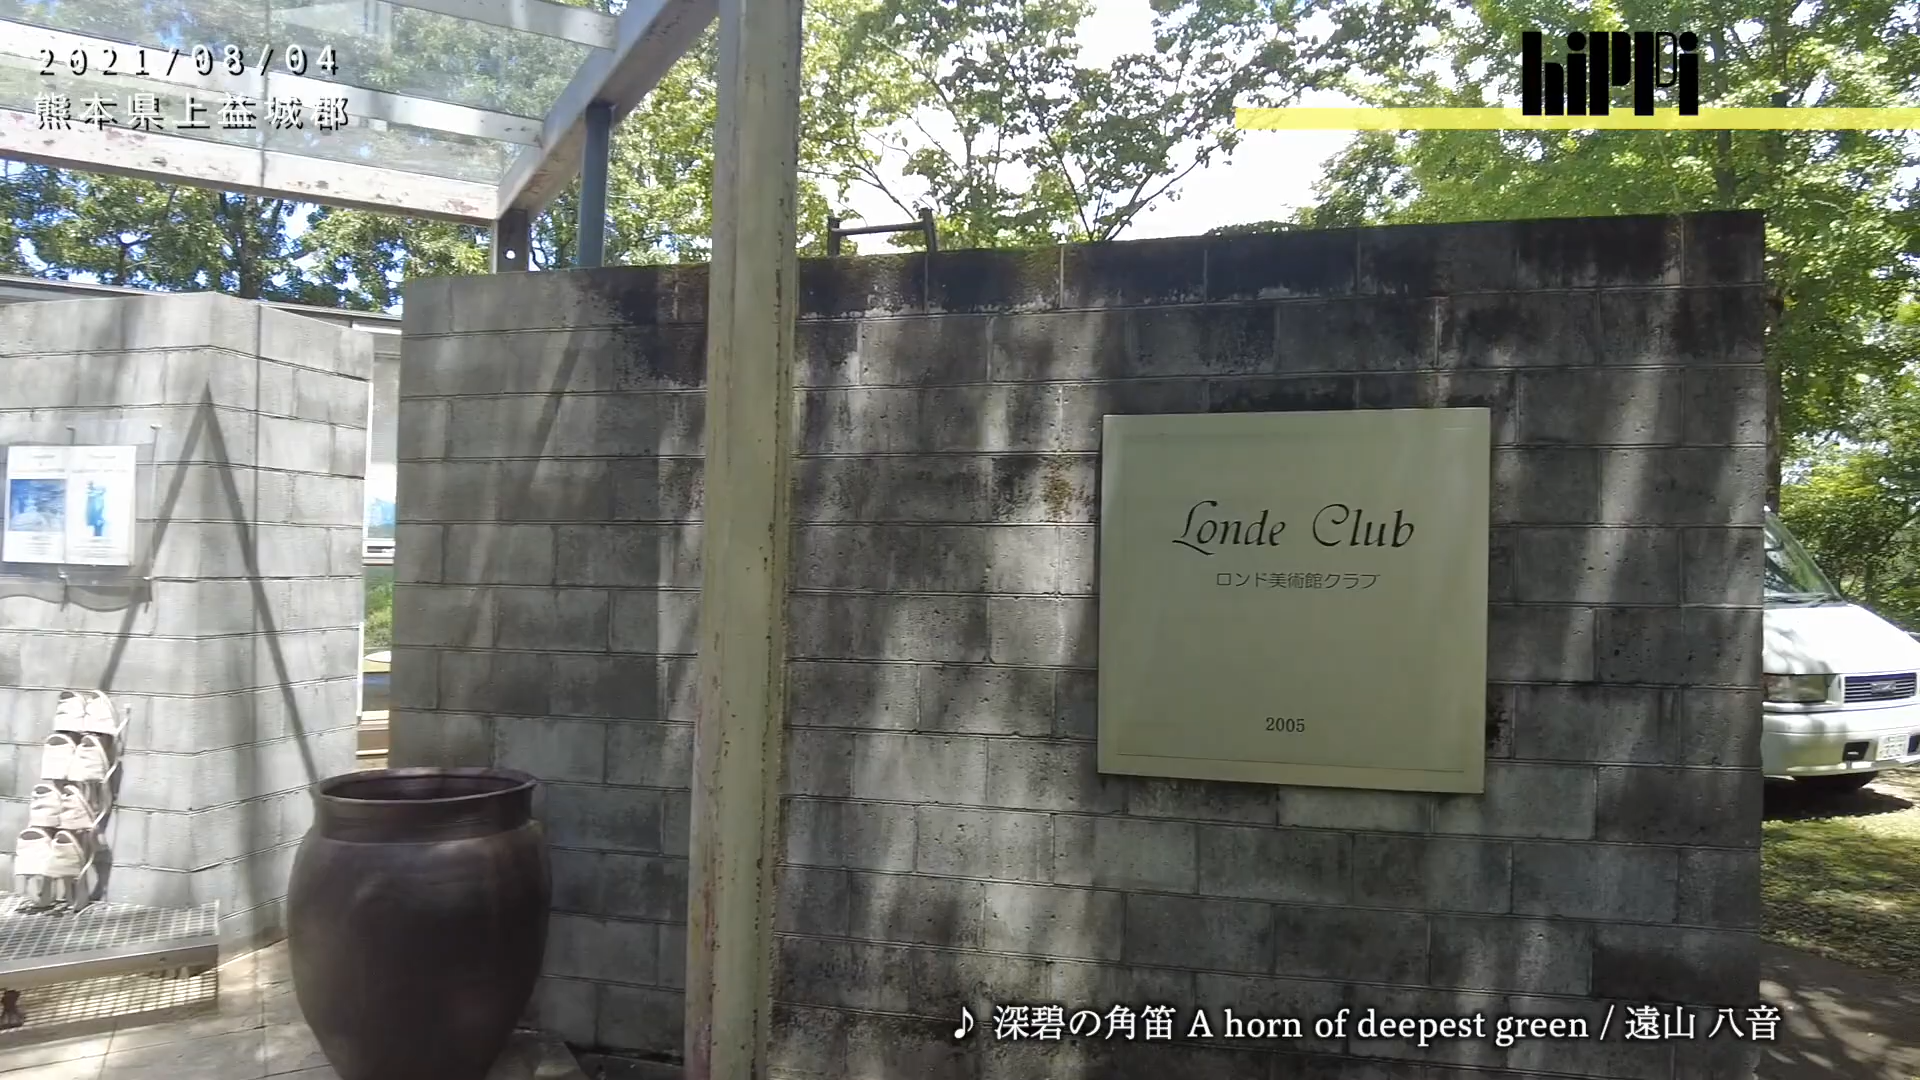 2021/08/04
熊本県上益城郡
hiPPi
Londe Club
ロンド美術館クラブ
2005
♪ 深碧の角笛 A horn of deepest green / 遠山 八音